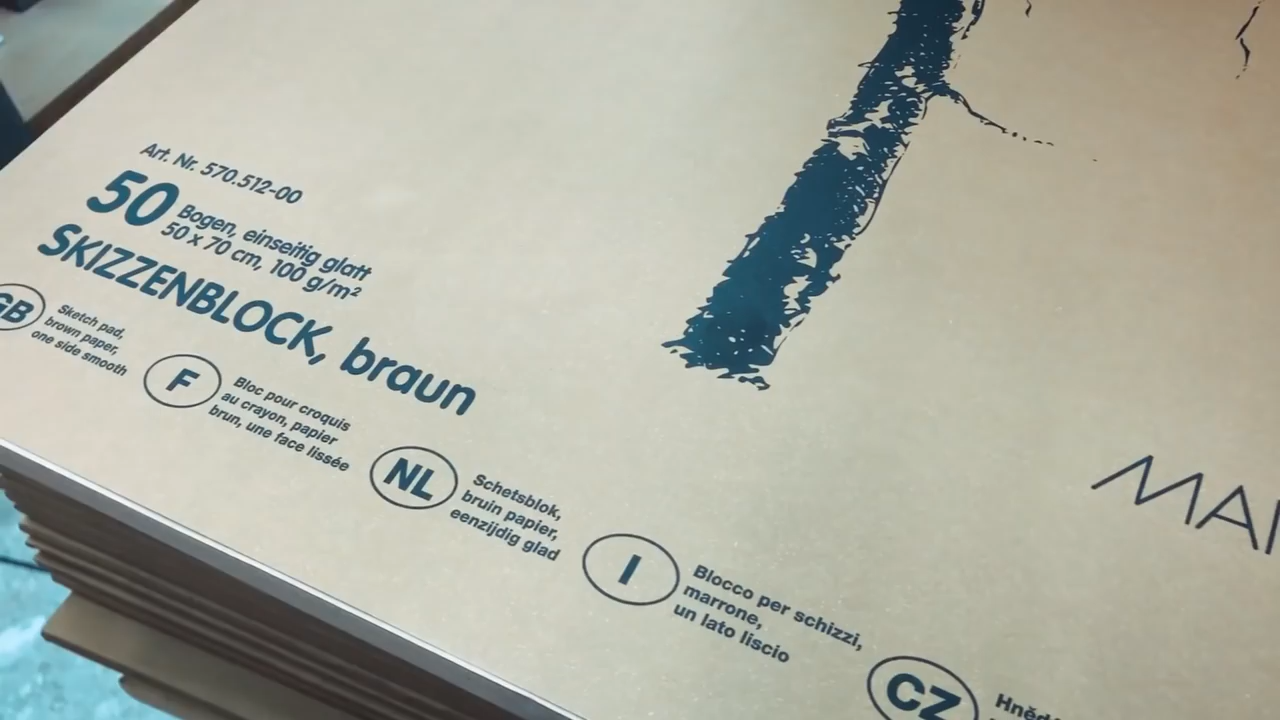 Art. Nr. 570.512-00
50 Bogen, einseitig glatt
50 x 70 cm, 100 g/m²
SKIZZENBLOCK, braun
GB
Sketch pad,
brown paper,
one side smooth
F
Bloc pour croquis
au crayon, papier
brun, une face lissée
NL
Schetsblok,
bruin papier,
eenzijdig glad
I
Blocco per schizzi,
marrone,
un lato liscio
CZ